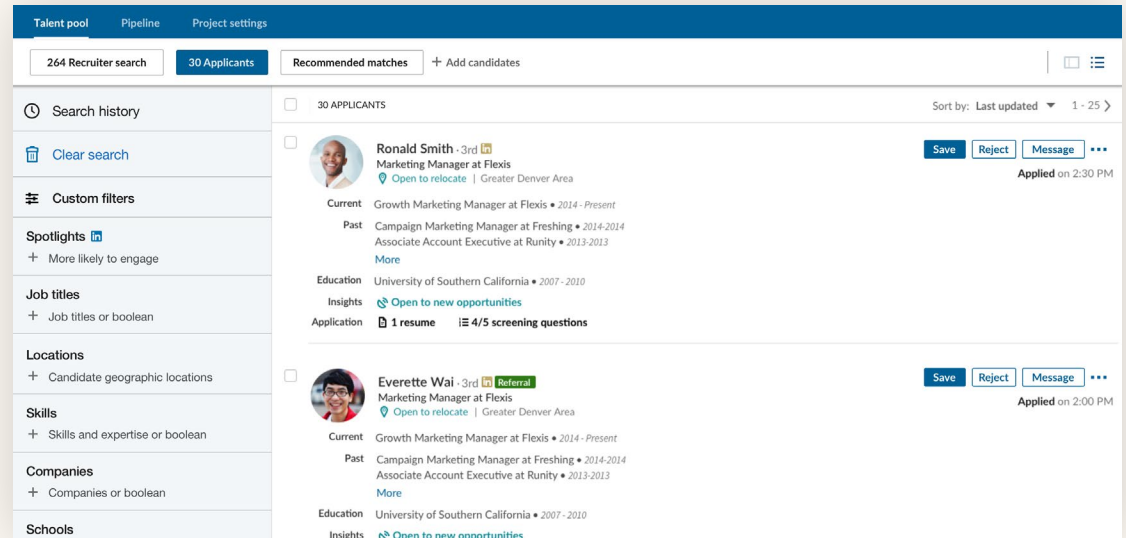 Talent pool Pipeline Project settings
264 Recruiter search 30 Applicants Recommended matches + Add candidates
Search history
Clear search
Custom filters
Spotlights in
+ More likely to engage
Job titles
+ Job titles or boolean
Locations
+ Candidate geographic locations
Skills
+ Skills and expertise or boolean
Companies
+ Companies or boolean
Schools
30 APPLICANTS Sort by: Last updated 1 - 25
Ronald Smith · 3rd in Save Reject Message
Marketing Manager at Flexis
Open to relocate | Greater Denver Area Applied on 2:30 PM
Current Growth Marketing Manager at Flexis • 2014 - Present
Past Campaign Marketing Manager at Freshing • 2014-2014
Associate Account Executive at Runity • 2013-2013
More
Education University of Southern California • 2007 - 2010
Insights Open to new opportunities
Application 1 resume 4/5 screening questions
Everette Wai · 3rd in Referral Save Reject Message
Marketing Manager at Flexis
Open to relocate | Greater Denver Area Applied on 2:00 PM
Current Growth Marketing Manager at Flexis • 2014 - Present
Past Campaign Marketing Manager at Freshing • 2014-2014
Associate Account Executive at Runity • 2013-2013
More
Education University of Southern California • 2007 - 2010
Insights Open to new opportunities